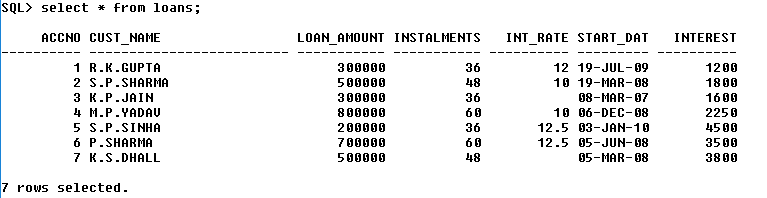 SQL> select * from loans;
ACCNO CUST_NAME LOAN_AMOUNT INSTALMENTS INT_RATE START_DAT INTEREST
---------- -------------------- ----------- ----------- ---------- --------- ----------
1 R.K.GUPTA 300000 36 12 19-JUL-09 1200
2 S.P.SHARMA 500000 48 10 19-MAR-08 1800
3 K.P.JAIN 300000 36 08-MAR-07 1600
4 M.P.YADAV 800000 60 10 06-DEC-08 2250
5 S.P.SINHA 200000 36 12.5 03-JAN-10 4500
6 P.SHARMA 700000 60 12.5 05-JUN-08 3500
7 K.S.DHALL 500000 48 05-MAR-08 3800
7 rows selected.